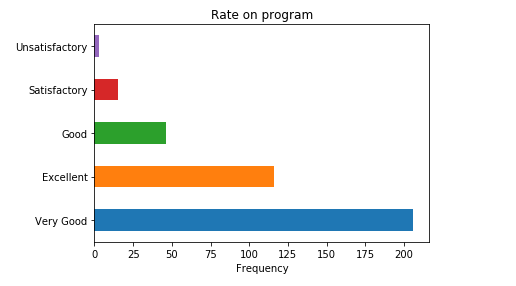 Rate on program
Unsatisfactory
Satisfactory
Good
Excellent
Very Good
0 25 50 75 100 125 150 175 200
Frequency